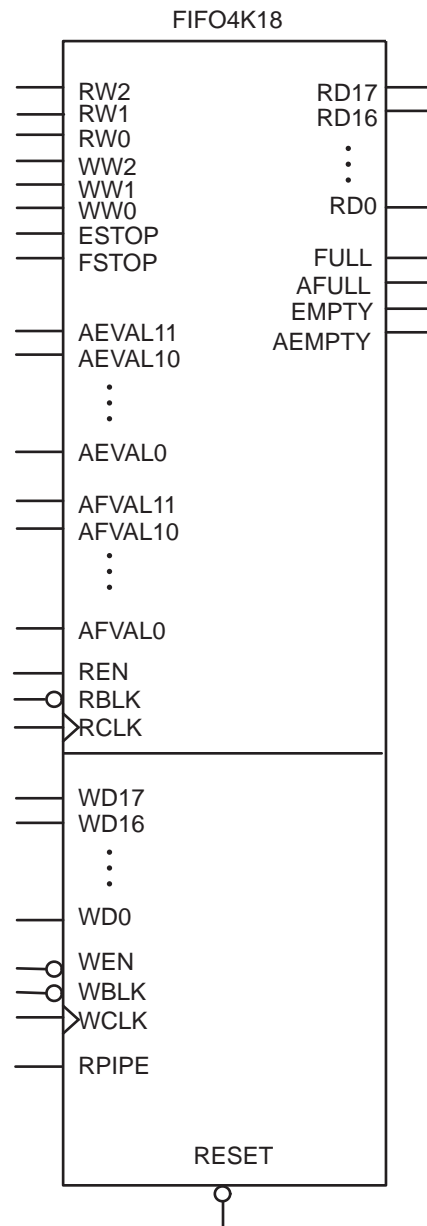 FIFO4K18
RW2
RW1
RW0
WW2
WW1
WW0
ESTOP
FSTOP
AEVAL11
AEVAL10
AEVAL0
AFVAL11
AFVAL10
AFVAL0
REN
RBLK
RCLK
RD17
RD16
RD0
FULL
AFULL
EMPTY
AEMPTY
WD17
WD16
WD0
WEN
WBLK
WCLK
RPIPE
RESET